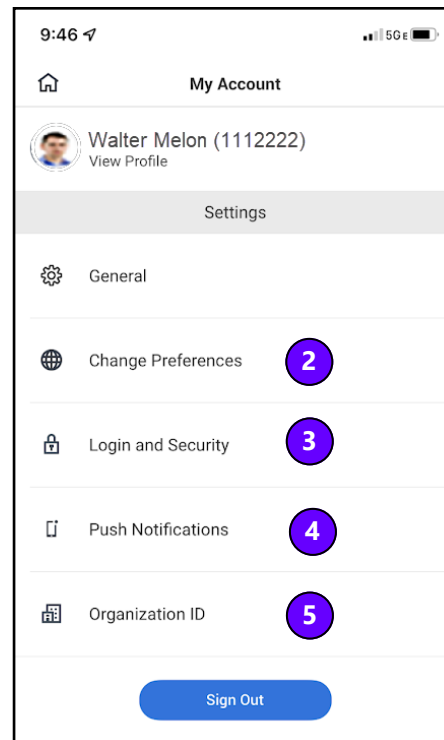 9:46 5GE
My Account
Walter Melon (1112222)
View Profile
Settings
General
Change Preferences 2
Login and Security 3
Push Notifications 4
Organization ID 5
Sign Out